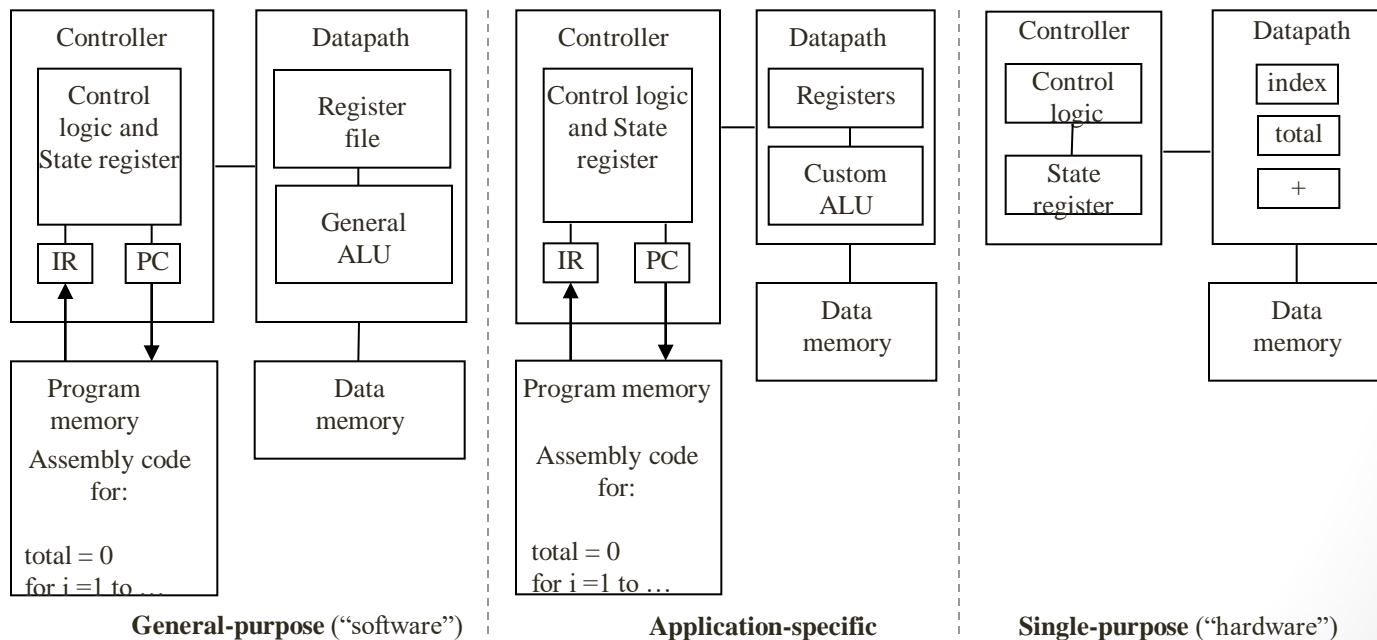 Controller
Control
logic and
State register
IR
PC
Datapath
Register
file
General
ALU
Program
memory
Assembly code
for:
total = 0
for i =1 to …
Data
memory
General-purpose (“software”)
Controller
Control logic
and State
register
IR
PC
Datapath
Registers
Custom
ALU
Data
memory
Program memory
Assembly code
for:
total = 0
for i =1 to …
Application-specific
Controller
Control
logic
State
register
Datapath
index
total
+
Data
memory
Single-purpose (“hardware”)